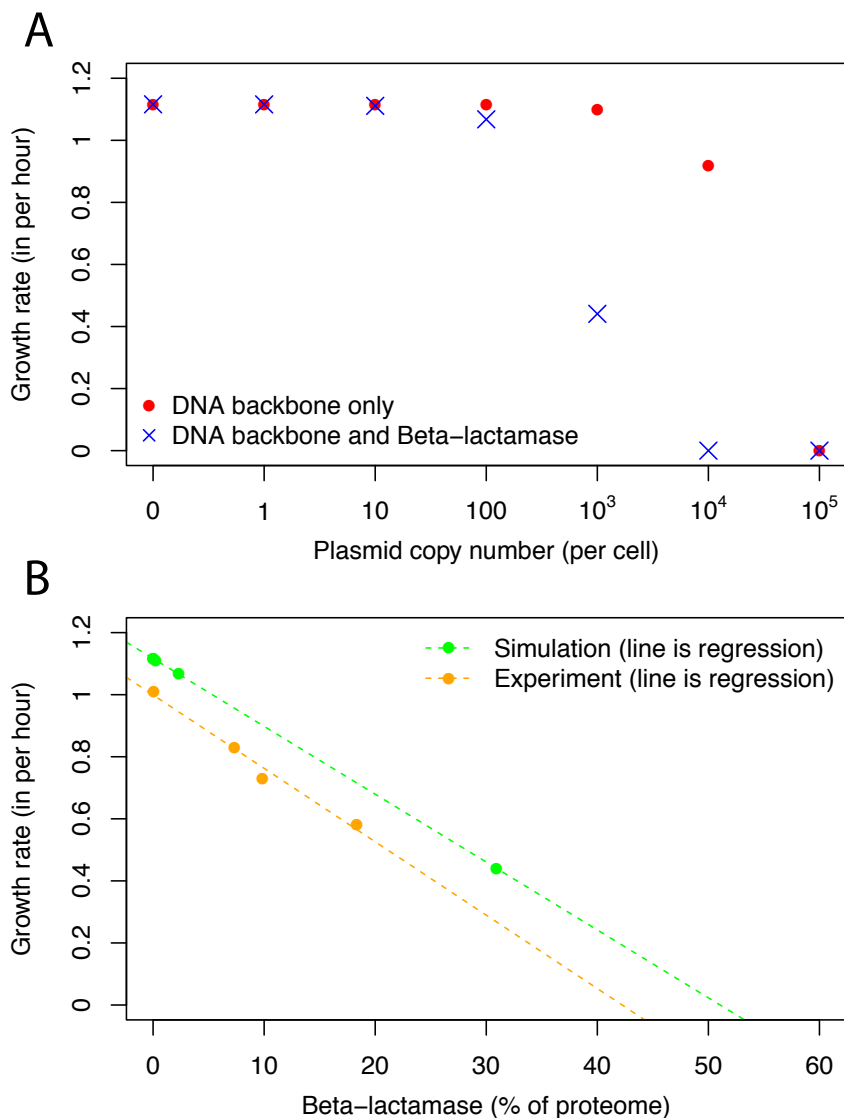 A
Growth rate (in per hour)
1.2
1
0.8
0.6
0.4
0.2
0
DNA backbone only
DNA backbone and Beta−lactamase
0 1 10 100 10³ 10⁴ 10⁵
Plasmid copy number (per cell)
B
Growth rate (in per hour)
1.2
1
0.8
0.6
0.4
0.2
0
Simulation (line is regression)
Experiment (line is regression)
0 10 20 30 40 50 60
Beta−lactamase (% of proteome)